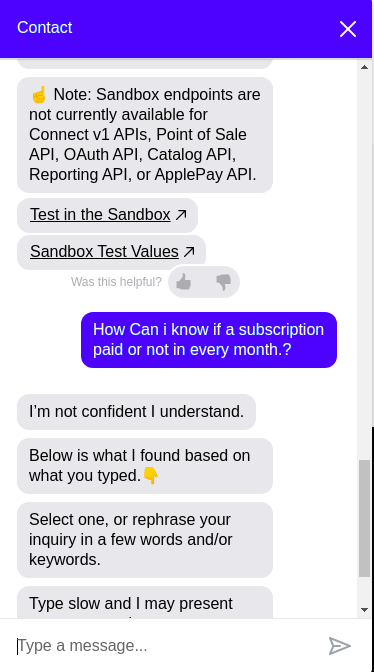 Contact
☝ Note: Sandbox endpoints are
not currently available for
Connect v1 APIs, Point of Sale
API, OAuth API, Catalog API,
Reporting API, or ApplePay API.
Test in the Sandbox
Sandbox Test Values
Was this helpful?
How Can i know if a subscription
paid or not in every month.?
I'm not confident I understand.
Below is what I found based on
what you typed.👇
Select one, or rephrase your
inquiry in a few words and/or
keywords.
Type slow and I may present
Type a message...